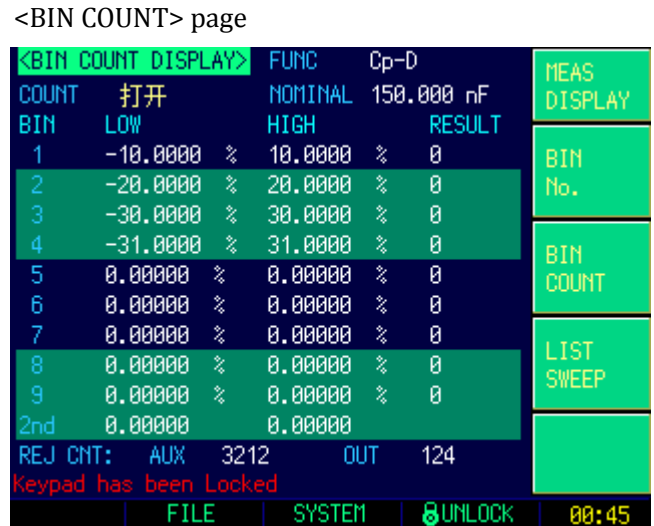 <BIN COUNT> page
<BIN COUNT DISPLAY> FUNC Cp-D
COUNT 打开 NOMINAL 150.000 nF
BIN LOW HIGH RESULT
1 -10.0000 % 10.0000 % 0
2 -20.0000 % 20.0000 % 0
3 -30.0000 % 30.0000 % 0
4 -31.0000 % 31.0000 % 0
5 0.00000 % 0.00000 % 0
6 0.00000 % 0.00000 % 0
7 0.00000 % 0.00000 % 0
8 0.00000 % 0.00000 % 0
9 0.00000 % 0.00000 % 0
2nd 0.00000 0.00000
REJ CNT: AUX 3212 OUT 124
Keypad has been Locked
MEAS
DISPLAY
BIN
No.
BIN
COUNT
LIST
SWEEP
FILE SYSTEM UNLOCK 00:45